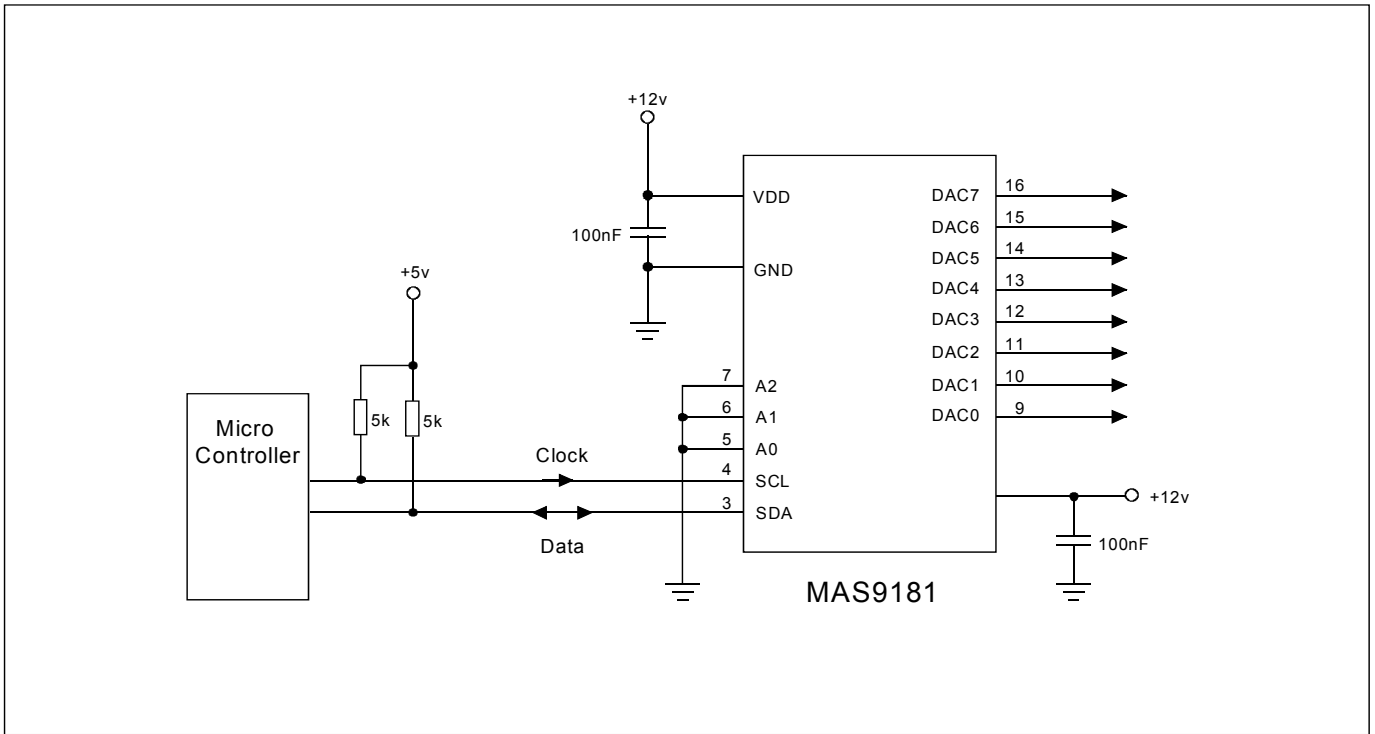 +12v
VDD
100nF
GND
+5v
5k
5k
Micro
Controller
Clock
Data
7
A2
6
A1
5
A0
4
SCL
3
SDA
DAC7
16
DAC6
15
DAC5
14
DAC4
13
DAC3
12
DAC2
11
DAC1
10
DAC0
9
+12v
100nF
MAS9181